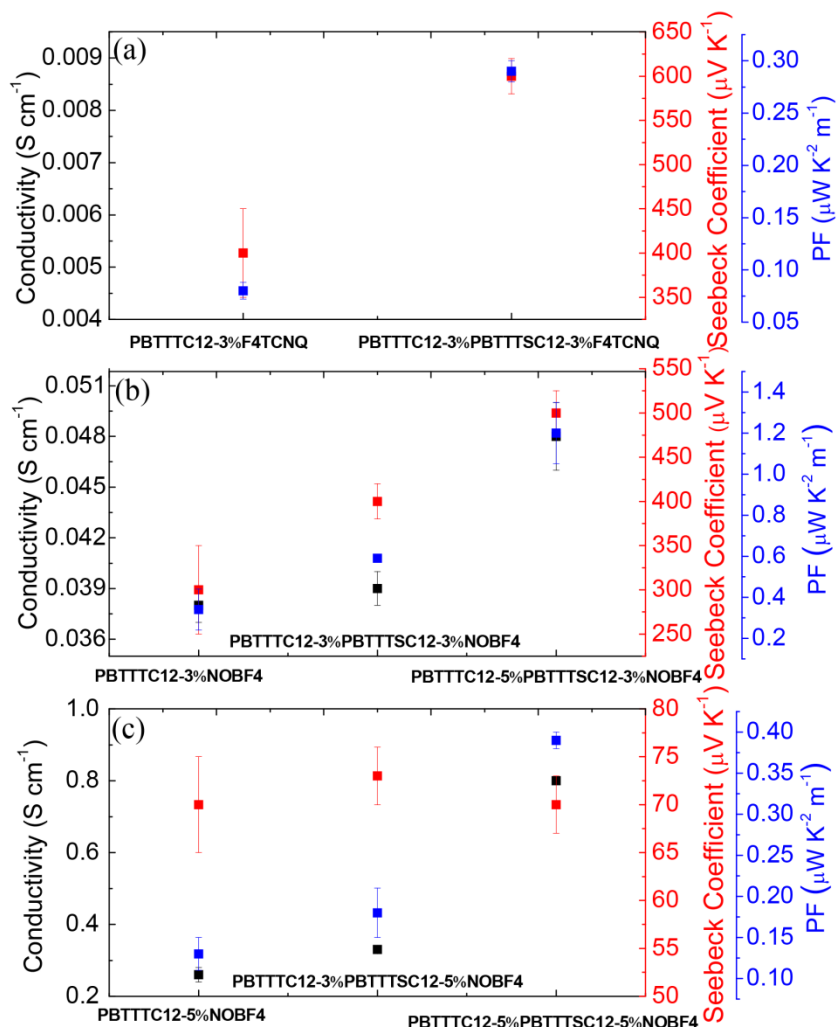 (a)
0.009
0.008
0.007
0.006
0.005
0.004
Conductivity (S cm⁻¹)
650
600
550
500
450
400
350
Seebeck Coefficient (μV K⁻¹)
0.30
0.25
0.20
0.15
0.10
0.05
PF (μW K⁻² m⁻¹)
PBTTTC12-3%F4TCNQ
PBTTTC12-3%PBTTTSC12-3%F4TCNQ
(b)
0.051
0.048
0.045
0.042
0.039
0.036
Conductivity (S cm⁻¹)
500
450
400
350
300
250
Seebeck Coefficient (μV K⁻¹)
1.4
1.2
1.0
0.8
0.6
0.4
0.2
PF (μW K⁻² m⁻¹)
PBTTTC12-3%PBTTTSC12-3%NOBF4
PBTTTC12-3%NOBF4
PBTTTC12-5%PBTTTSC12-3%NOBF4
(c)
1.0
0.8
0.6
0.4
0.2
Conductivity (S cm⁻¹)
80
75
70
65
60
55
50
Seebeck Coefficient (μV K⁻¹)
0.40
0.35
0.30
0.25
0.20
0.15
0.10
PF (μW K⁻² m⁻¹)
PBTTTC12-3%PBTTTSC12-5%NOBF4
PBTTTC12-5%NOBF4
PBTTTC12-5%PBTTTSC12-5%NOBF4